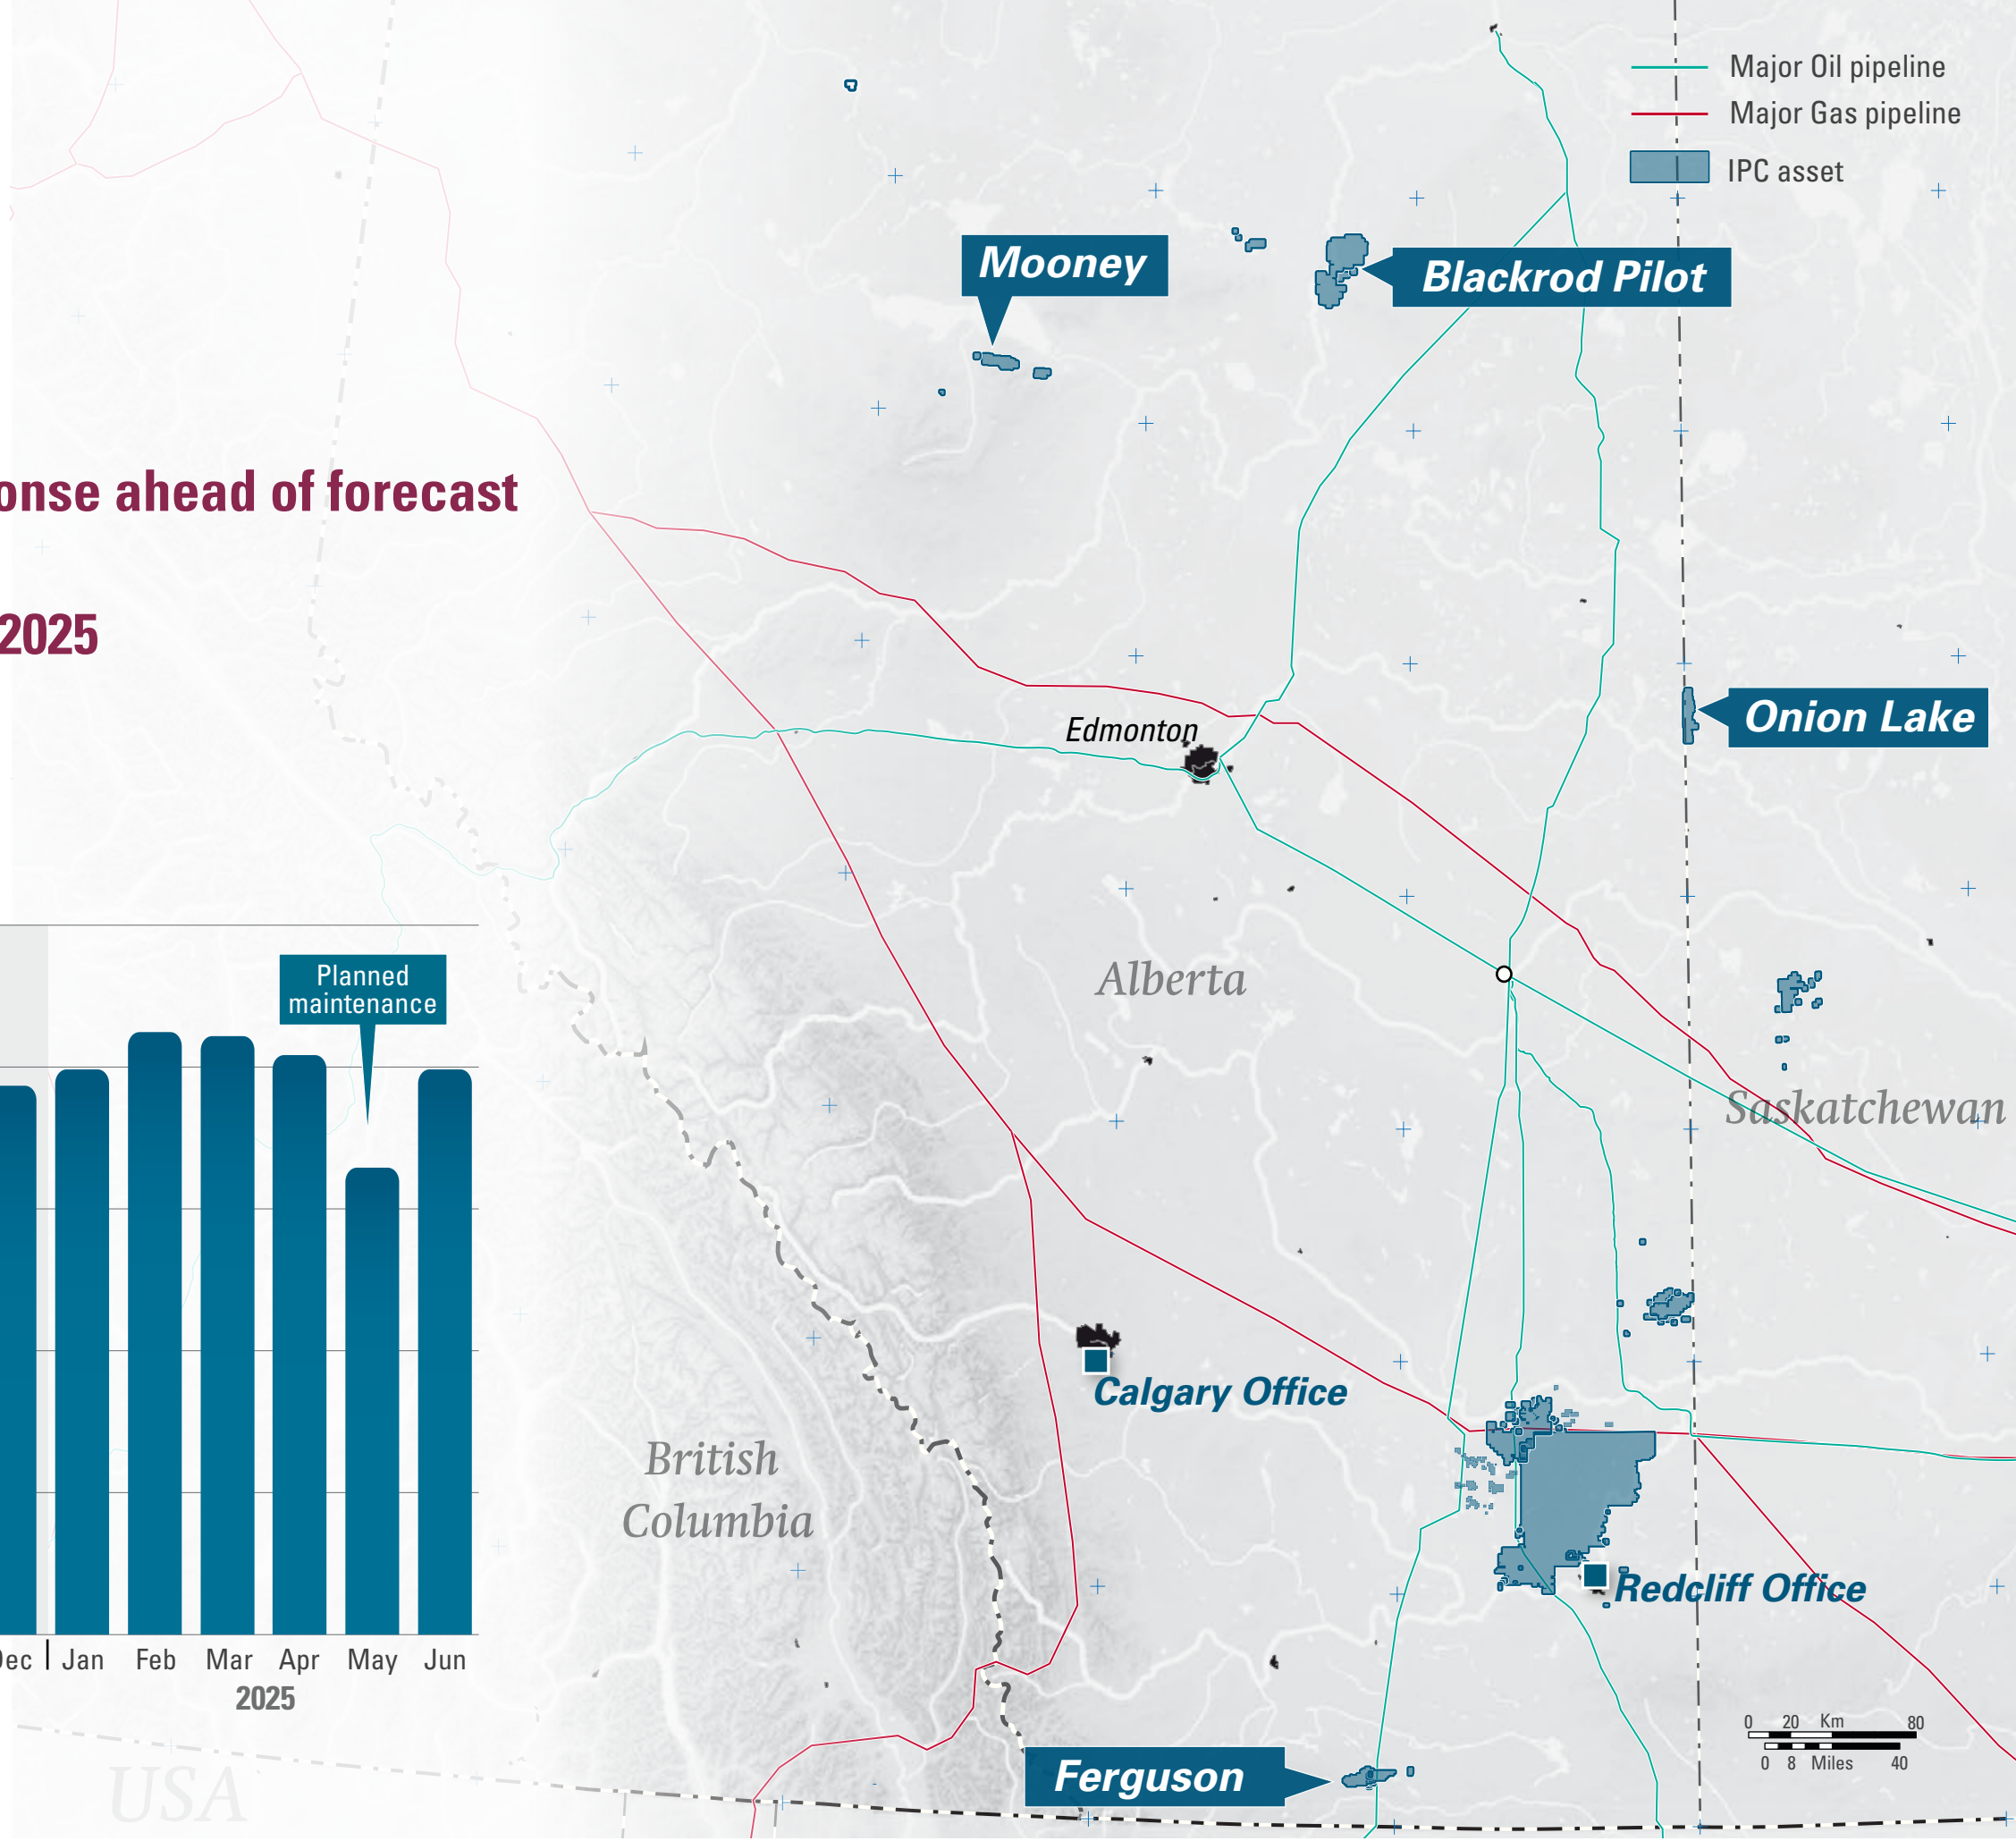 Major Oil pipeline
Major Gas pipeline
IPC asset
Mooney
Blackrod Pilot
ahead of forecast
2025
Onion Lake
Edmonton
Alberta
Planned
maintenance
Saskatchewan
Calgary Office
British
Columbia
Redcliff Office
Jan Feb Mar Apr May Jun
2025
0 20 Km 80
0 8 Miles 40
Ferguson
USA